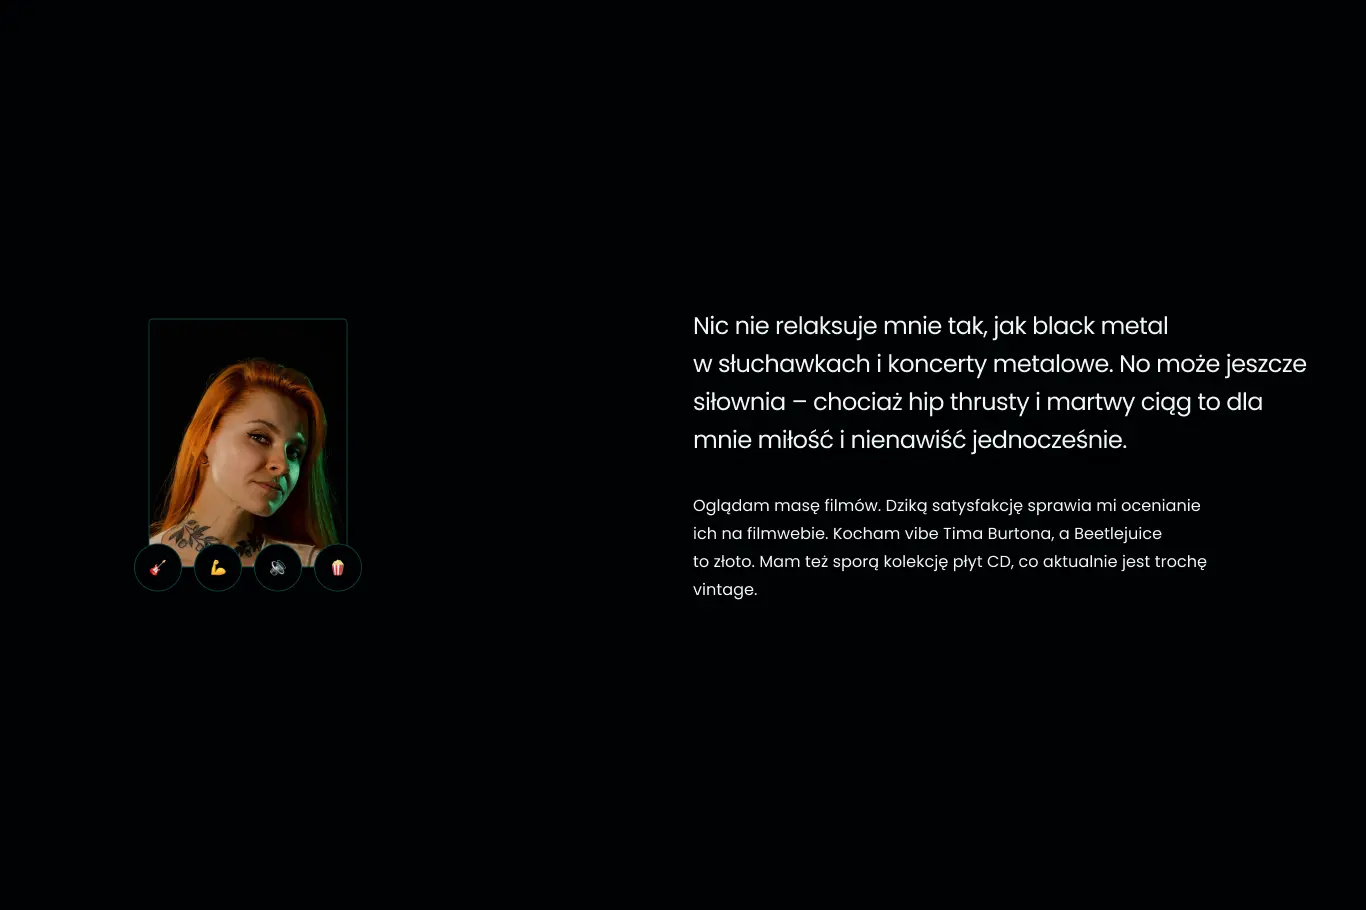 Nic nie relaksuje mnie tak, jak black metal
w słuchawkach i koncerty metalowe. No może jeszcze
siłownia – chociaż hip thrusty i martwy ciąg to dla
mnie miłość i nienawiść jednocześnie.
Oglądam masę filmów. Dziką satysfakcję sprawia mi ocenianie
ich na filmwebie. Kocham vibe Tima Burtona, a Beetlejuice
to złoto. Mam też sporą kolekcję płyt CD, co aktualnie jest trochę
vintage.